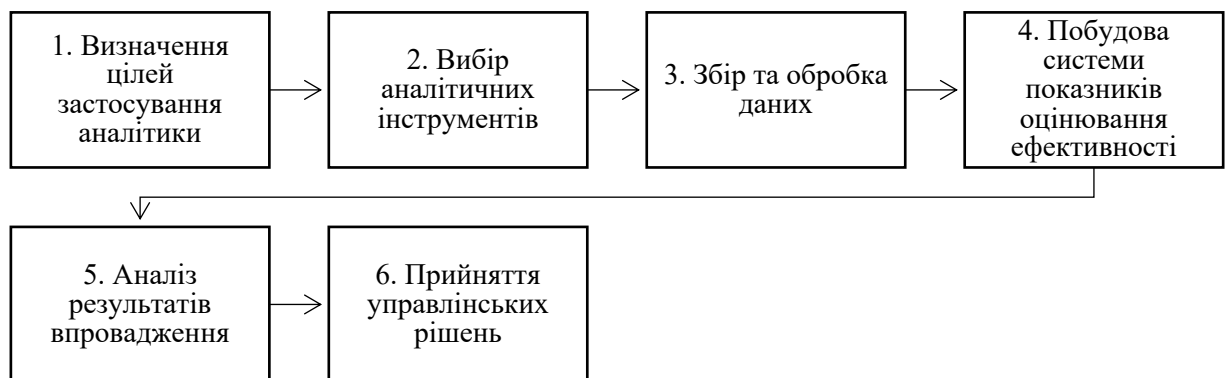 1. Визначення
цілей
застосування
аналітики
2. Вибір
аналітичних
інструментів
3. Збір та обробка
даних
4. Побудова
системи
показників
оцінювання
ефективності
5. Аналіз
результатів
впровадження
6. Прийняття
управлінських
рішень